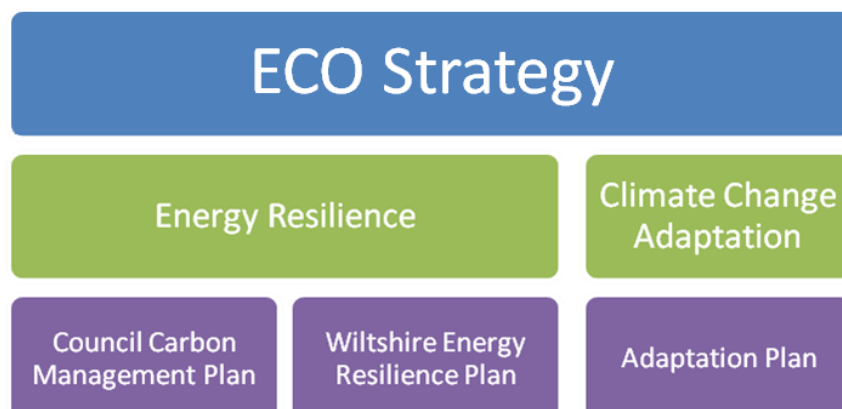 ECO Strategy
Energy Resilience
Climate Change
Adaptation
Council Carbon
Management Plan
Wiltshire Energy
Resilience Plan
Adaptation Plan